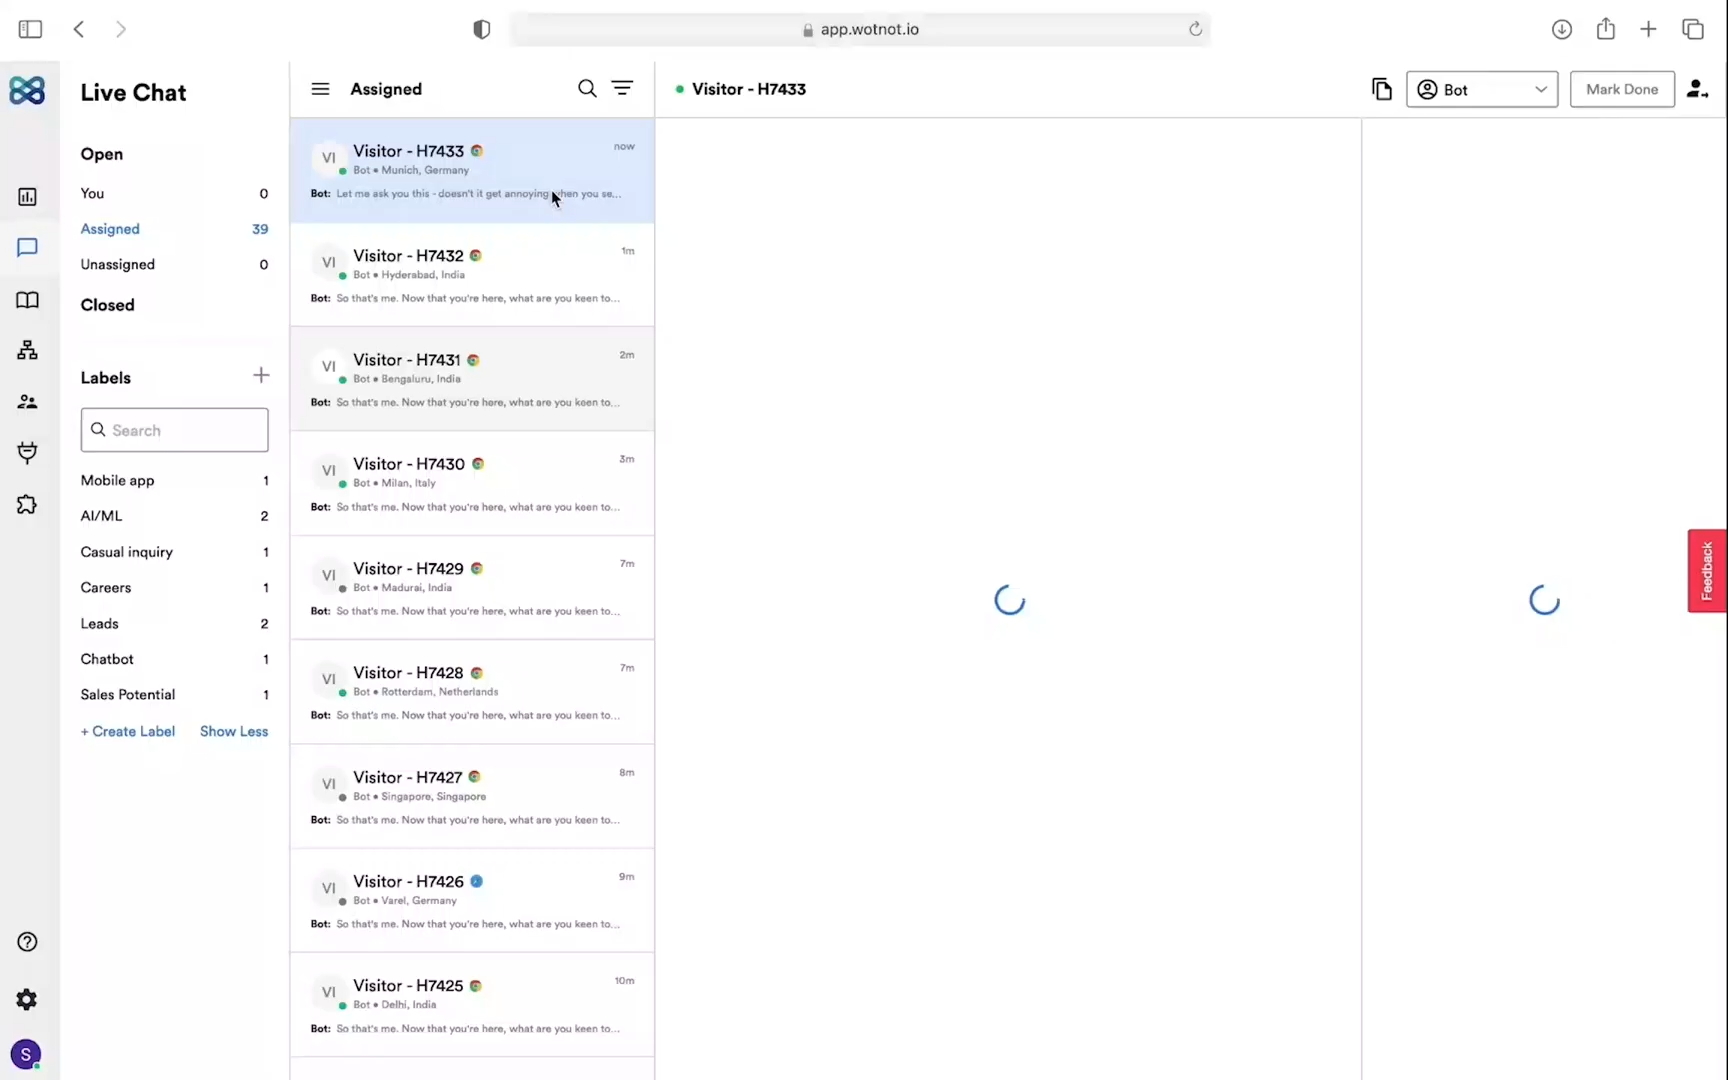 app.wotnot.io
Live Chat
Open
You 0
Assigned 39
Unassigned 0
Closed
Labels
Search
Mobile app 1
AI/ML 2
Casual inquiry 1
Careers 1
Leads 2
Chatbot 1
Sales Potential 1
+ Create Label Show Less
S
Assigned
VI
Visitor - H7433 now
Bot • Munich, Germany
Bot: Let me ask you this - doesn't it get annoying when you se...
VI
Visitor - H7432 1m
Bot • Hyderabad, India
Bot: So that's me. Now that you're here, what are you keen to...
VI
Visitor - H7431 2m
Bot • Bengaluru, India
Bot: So that's me. Now that you're here, what are you keen to...
VI
Visitor - H7430 3m
Bot • Milan, Italy
Bot: So that's me. Now that you're here, what are you keen to...
VI
Visitor - H7429 7m
Bot • Madurai, India
Bot: So that's me. Now that you're here, what are you keen to...
VI
Visitor - H7428 7m
Bot • Rotterdam, Netherlands
Bot: So that's me. Now that you're here, what are you keen to...
VI
Visitor - H7427 8m
Bot • Singapore, Singapore
Bot: So that's me. Now that you're here, what are you keen to...
VI
Visitor - H7426 9m
Bot • Varel, Germany
Bot: So that's me. Now that you're here, what are you keen to...
VI
Visitor - H7425 10m
Bot • Delhi, India
Bot: So that's me. Now that you're here, what are you keen to...
Visitor - H7433
Bot
Mark Done
Feedback